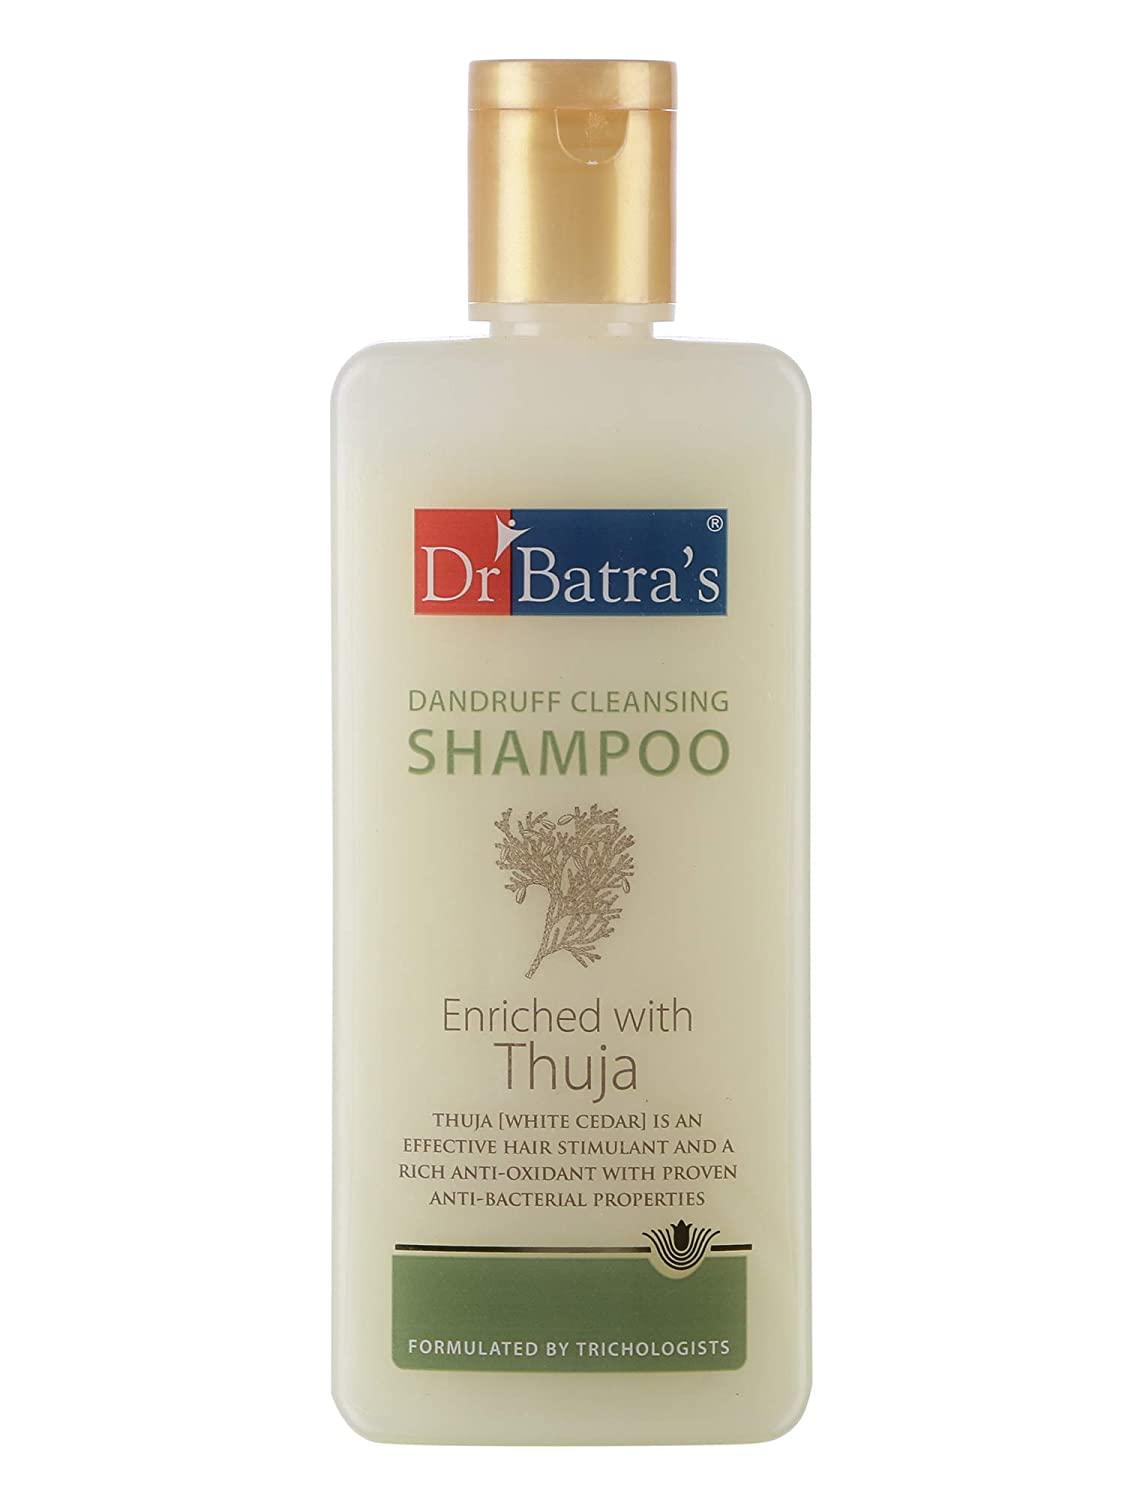 Dr Batra's®
DANDRUFF CLEANSING
SHAMPOO
Enriched with
Thuja
THUJA [WHITE CEDAR] IS AN
EFFECTIVE HAIR STIMULANT AND A
RICH ANTI-OXIDANT WITH PROVEN
ANTI-BACTERIAL PROPERTIES
FORMULATED BY TRICHOLOGISTS